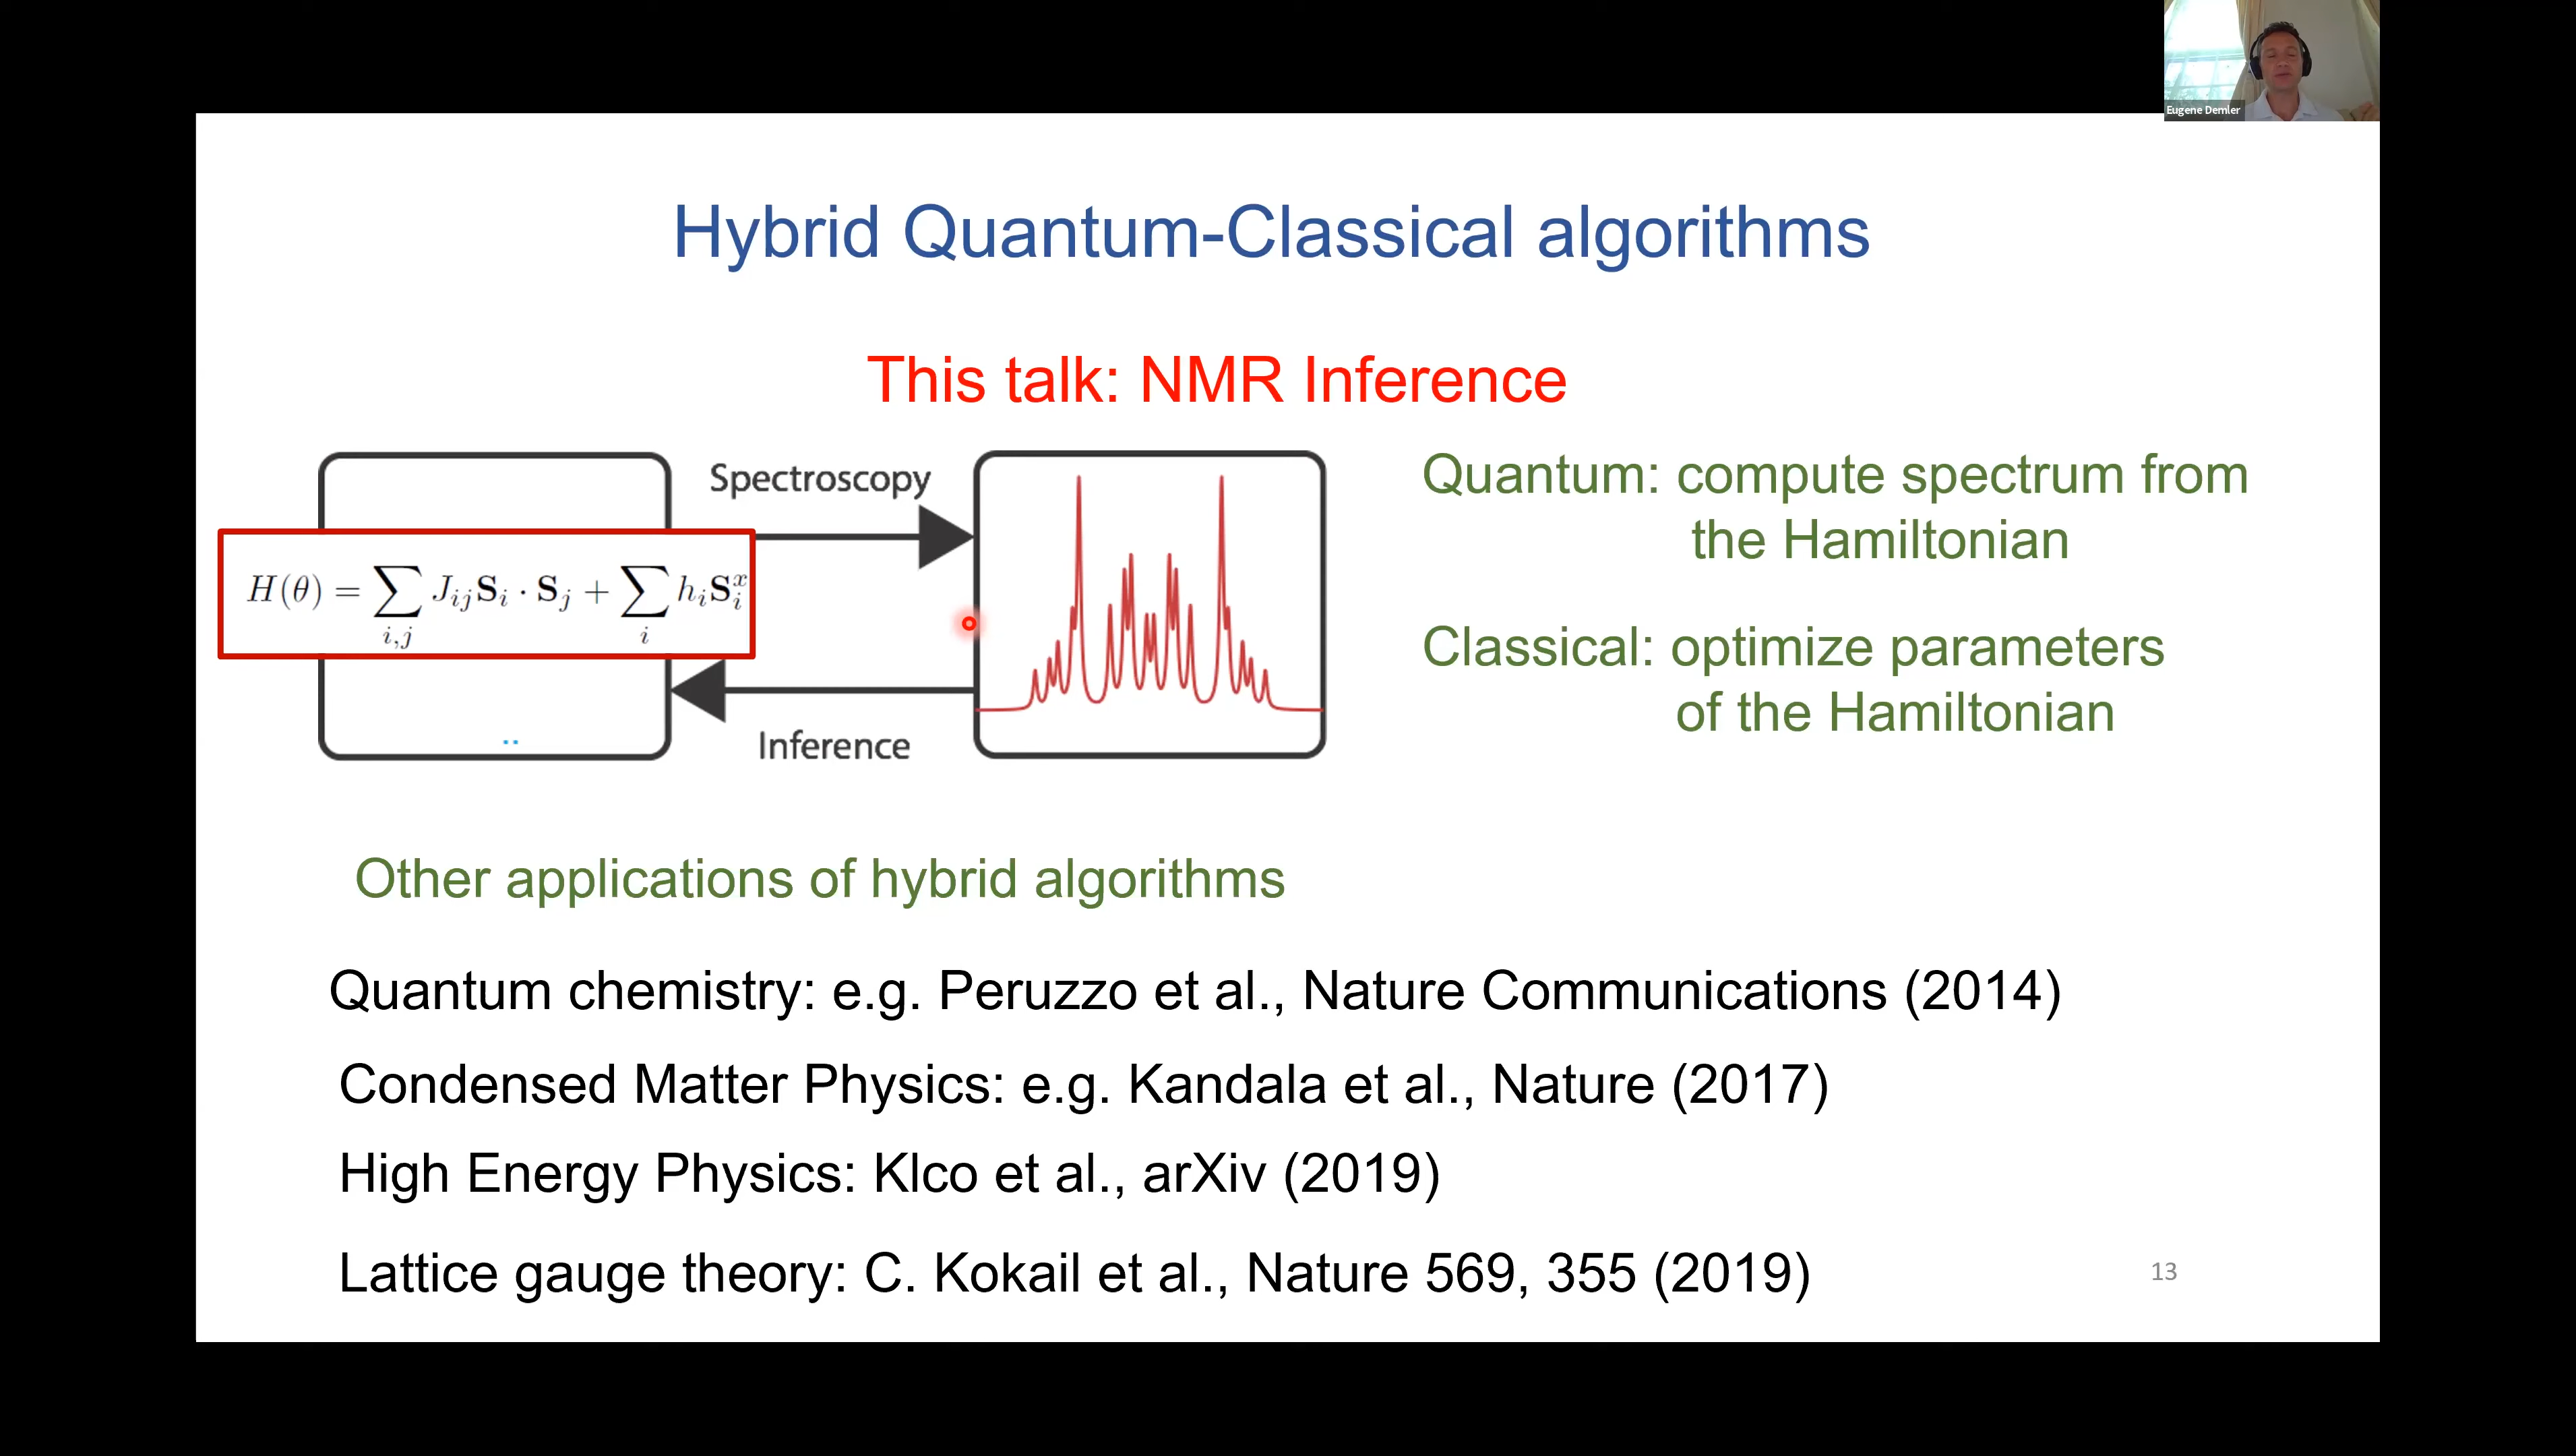 Eugene Demler
Hybrid Quantum-Classical algorithms
This talk: NMR Inference
Spectroscopy
H(θ) = ∑_{i,j} J_{ij} S_i · S_j + ∑_i h_i S_i^x
Inference
Quantum: compute spectrum from
the Hamiltonian
Classical: optimize parameters
of the Hamiltonian
Other applications of hybrid algorithms
Quantum chemistry: e.g. Peruzzo et al., Nature Communications (2014)
Condensed Matter Physics: e.g. Kandala et al., Nature (2017)
High Energy Physics: Klco et al., arXiv (2019)
Lattice gauge theory: C. Kokail et al., Nature 569, 355 (2019)
13